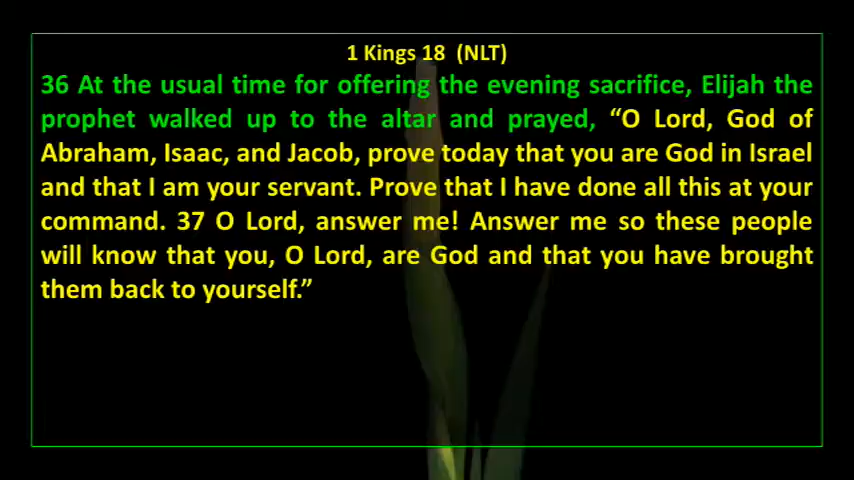 1 Kings 18 (NLT)
36 At the usual time for offering the evening sacrifice, Elijah the
prophet walked up to the altar and prayed, “O Lord, God of
Abraham, Isaac, and Jacob, prove today that you are God in Israel
and that I am your servant. Prove that I have done all this at your
command. 37 O Lord, answer me! Answer me so these people
will know that you, O Lord, are God and that you have brought
them back to yourself.”